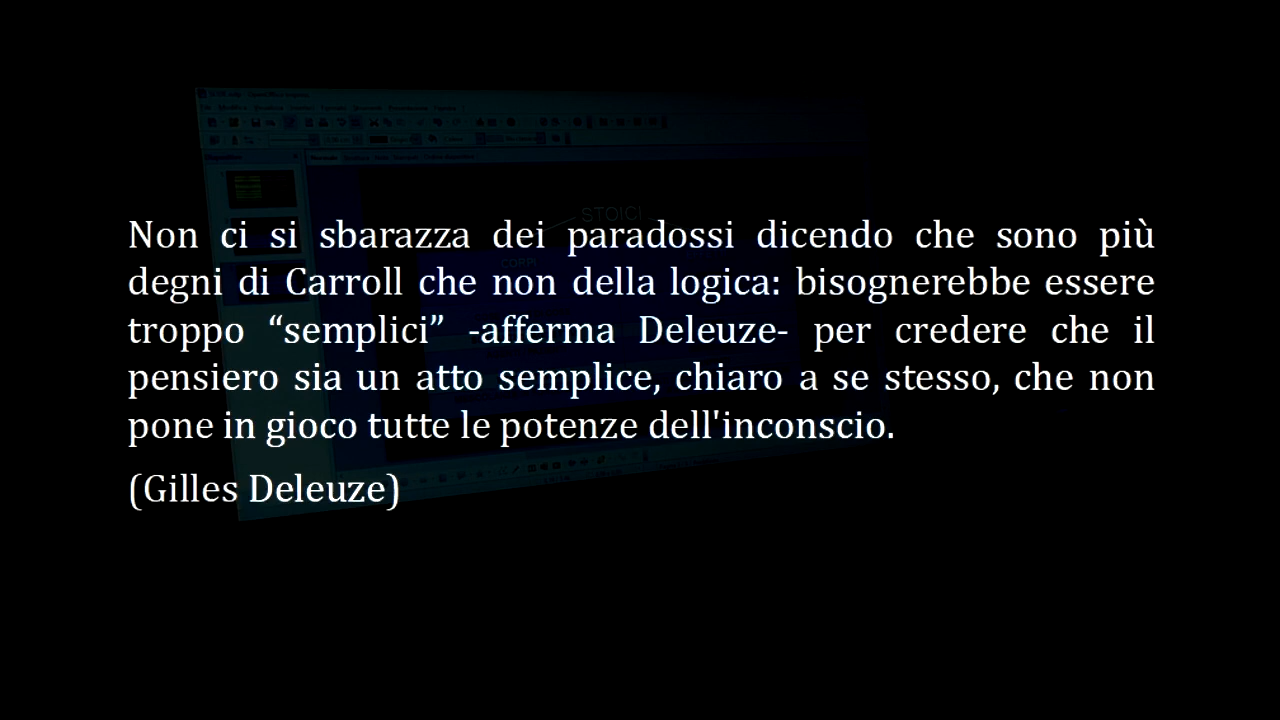 STOICI
CORPI
Non ci si sbarazza dei paradossi dicendo che sono più
degni di Carroll che non della logica: bisognerebbe essere
troppo “semplici” -afferma Deleuze- per credere che il
pensiero sia un atto semplice, chiaro a se stesso, che non
pone in gioco tutte le potenze dell'inconscio.
(Gilles Deleuze)